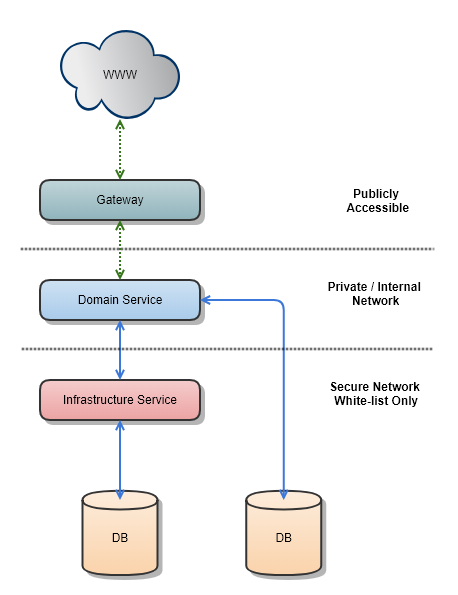 WWW
Gateway
Publicly
Accessible
Domain Service
Private / Internal
Network
Infrastructure Service
Secure Network
White-list Only
DB
DB